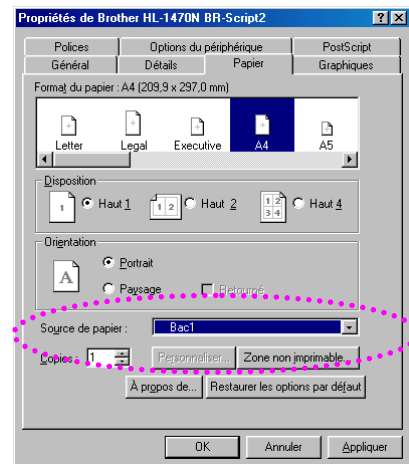 Propriétés de Brother HL-1470N BR-Script2
Polices Options du périphérique PostScript
Général Détails Papier Graphiques
Format du papier : A4 (209,9 x 297,0 mm)
Letter Legal Executive A4 A5
Disposition
1 Haut 1 1 2 Haut 2 1 2 Haut 4
3 4
Orientation
A Portrait
Paysage Retourné
Source de papier : Bac1
Copies : 1 Personnaliser... Zone non imprimable...
À propos de... Restaurer les options par défaut
OK Annuler Appliquer